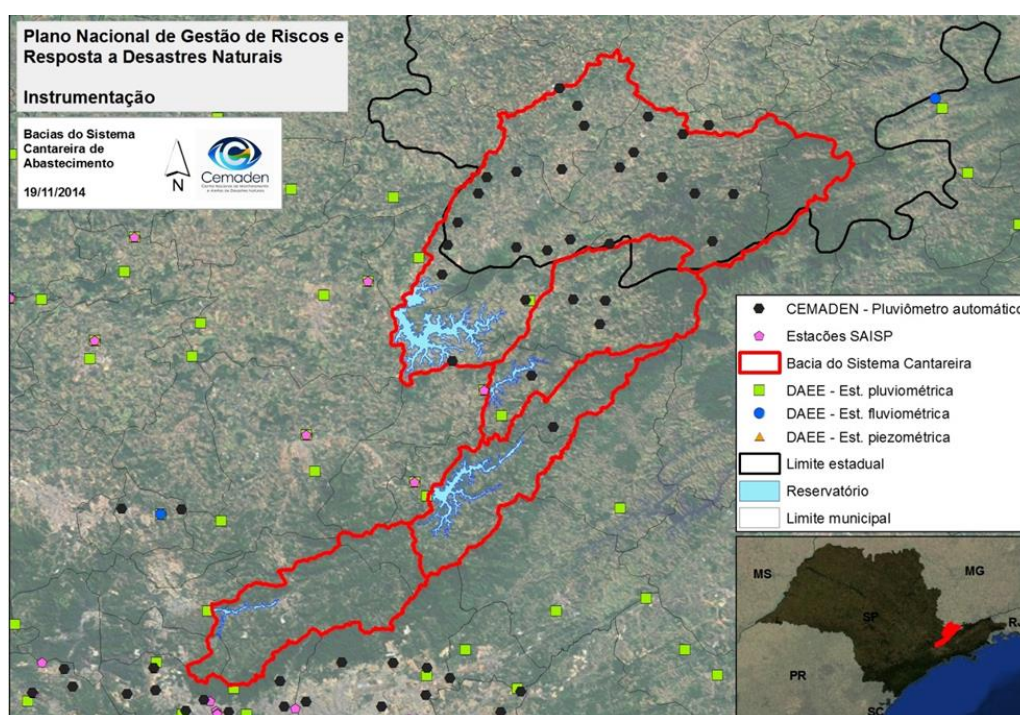 Plano Nacional de Gestão de Riscos e
Resposta a Desastres Naturais
Instrumentação
Bacias do Sistema
Cantareira de
Abastecimento
19/11/2014
N
Cemaden
CEMADEN - Pluviômetro automático
Estacões SAISP
Bacia do Sistema Cantareira
DAEE - Est. pluviométrica
DAEE - Est. fluviométrica
DAEE - Est. piezométrica
Limite estadual
Reservatório
Limite municipal
MS
MG
SP
RJ
PR
SC